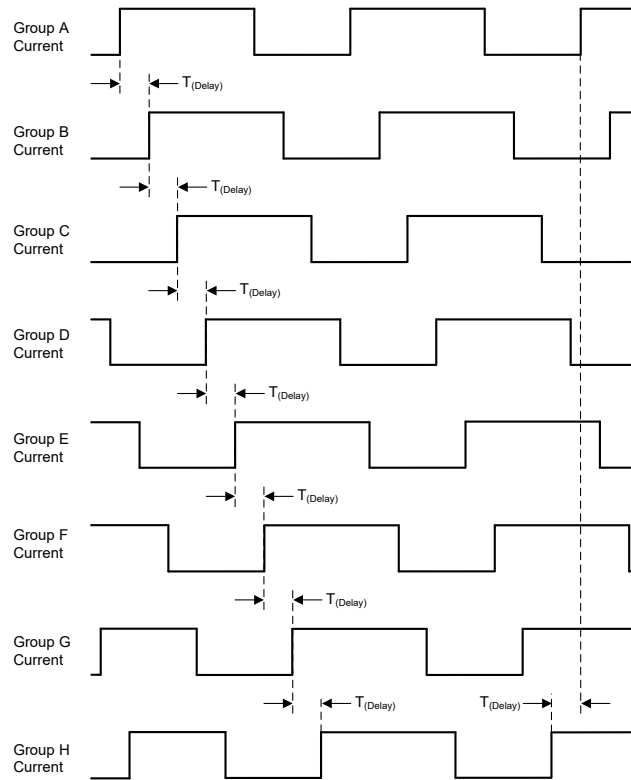 Group A
Current
T(Delay)
Group B
Current
T(Delay)
Group C
Current
T(Delay)
Group D
Current
T(Delay)
Group E
Current
T(Delay)
Group F
Current
T(Delay)
Group G
Current
T(Delay)
T(Delay)
Group H
Current